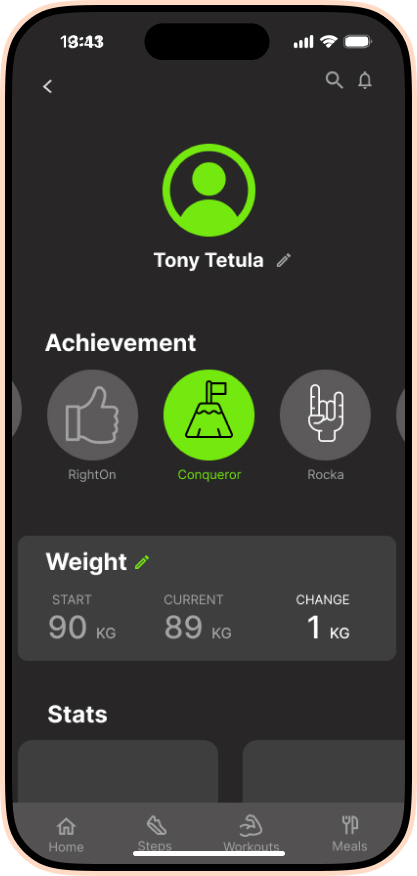 19:43
Tony Tetula
Achievement
RightOn Conqueror Rocka
Weight
START CURRENT CHANGE
90 KG 89 KG 1 KG
Stats
Home Steps Workouts Meals